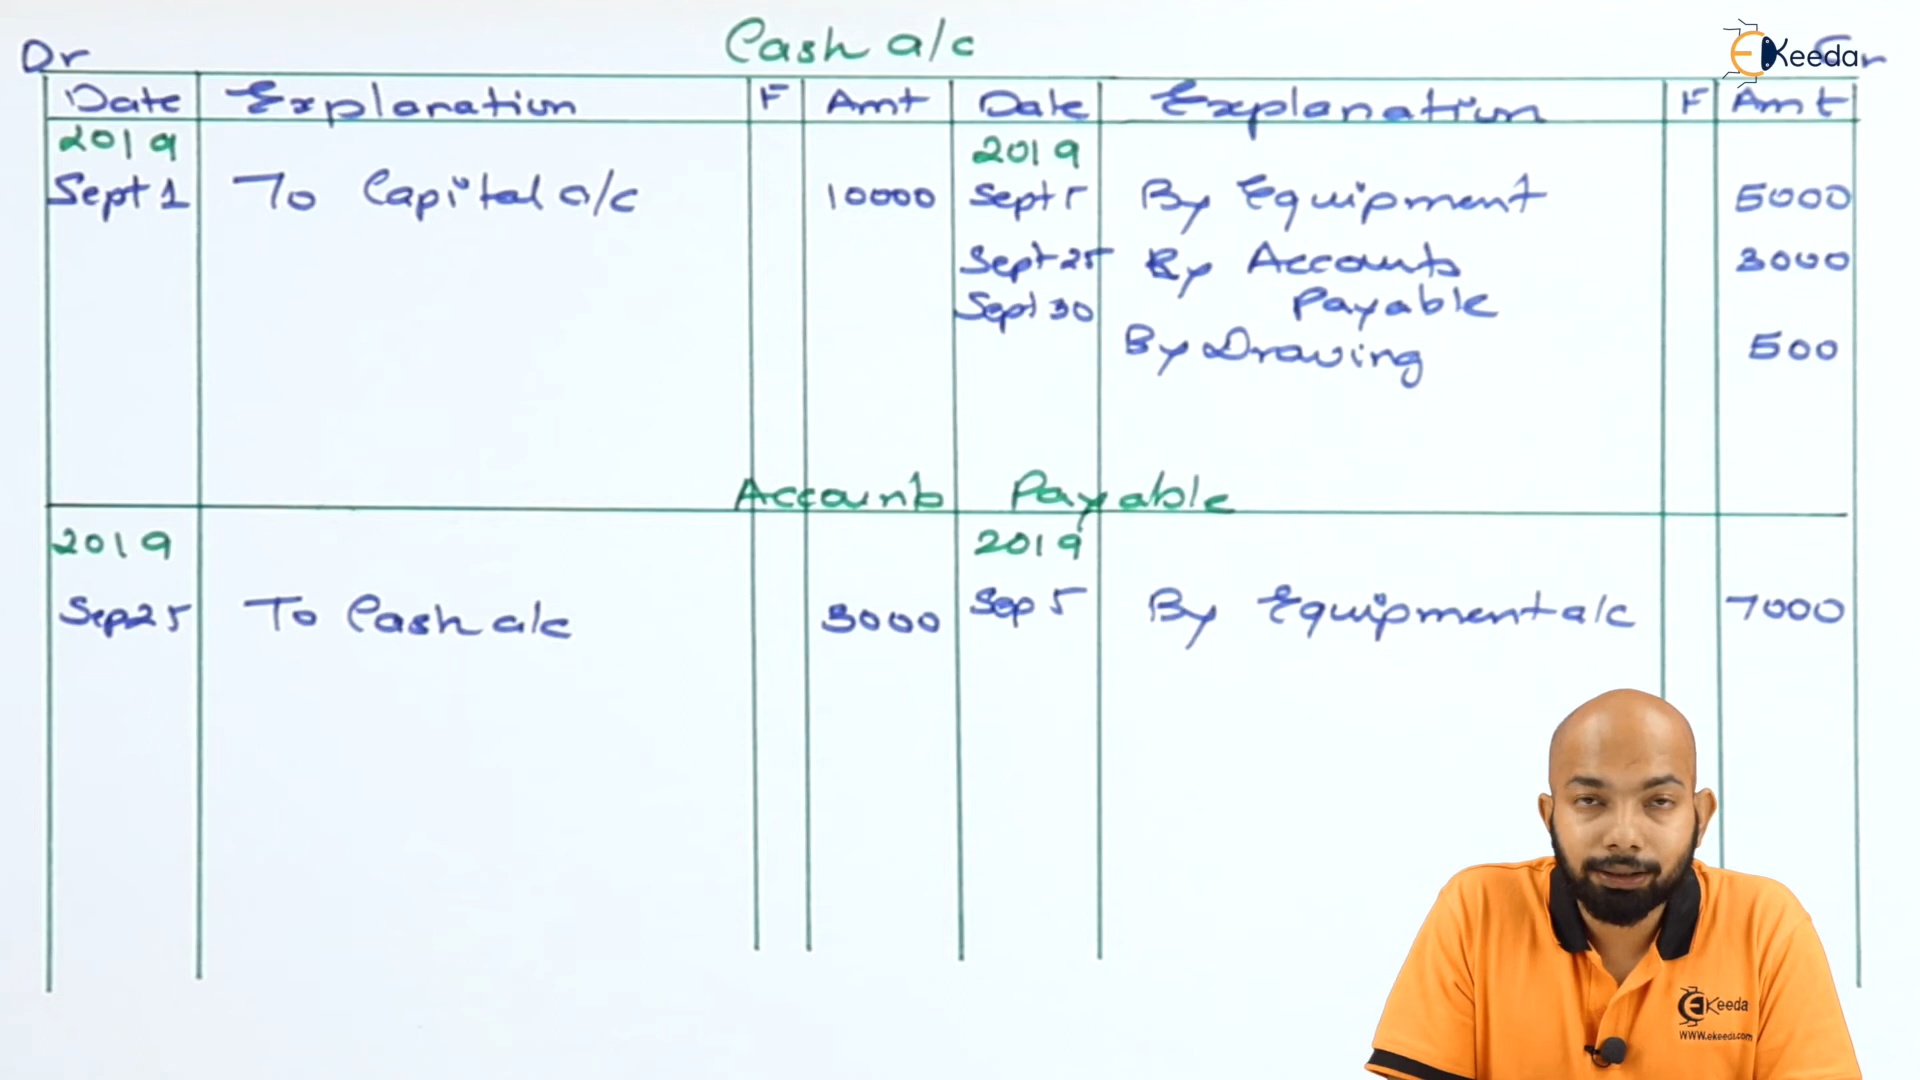 Cash a/c
Dr
EKeeda
Date Explanation F Amt Date Explanation F Amt
2019 2019
Sept 1 To Capital a/c 10000 Sept 5 By Equipment 5000
Sept 25 By Accounts 3000
Sept 30 Payable
By Drawing 500
Accounts Payable
2019 2019
Sep 25 To Cash a/c 3000 Sep 5 By Equipment a/c 7000
EKeeda
www.ekeeda.com